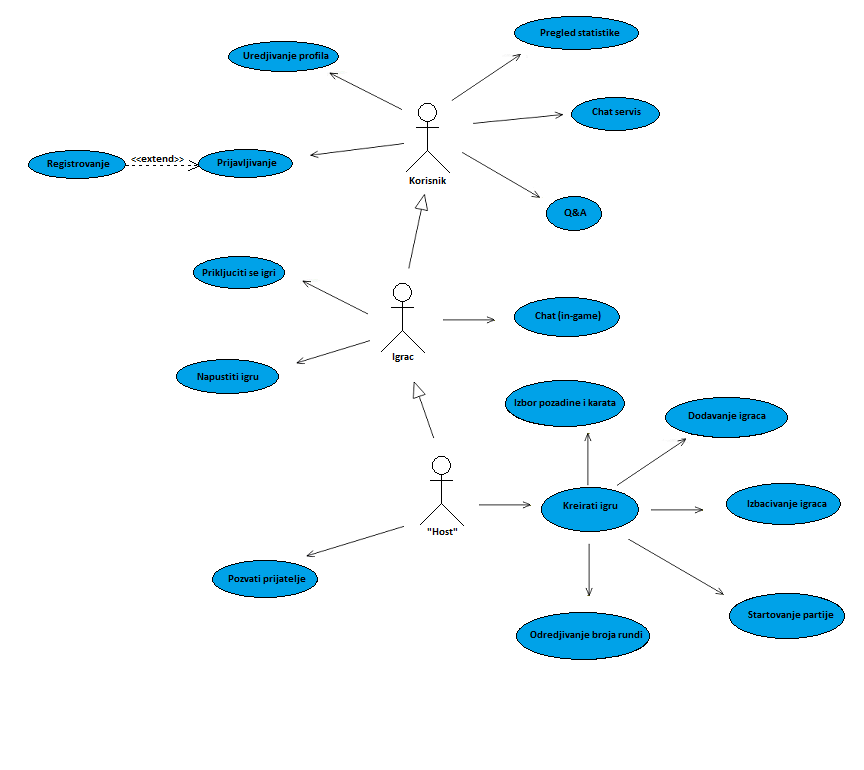 Pregled statistike
Uredjivanje profila
Chat servis
Registrovanje
<<extend>>
Prijavljivanje
Korisnik
Q&A
Prikljuciti se igri
Chat (in-game)
Igrac
Napustiti igru
Izbor pozadine i karata
Dodavanje igraca
Kreirati igru
Izbacivanje igraca
"Host"
Pozvati prijatelje
Startovanje partije
Odredjivanje broja rundi